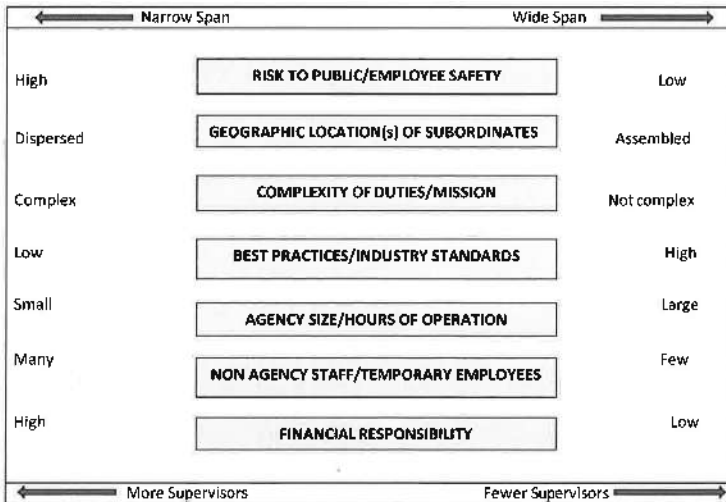 Narrow Span Wide Span
High RISK TO PUBLIC/EMPLOYEE SAFETY Low
Dispersed GEOGRAPHIC LOCATION(s) OF SUBORDINATES Assembled
Complex COMPLEXITY OF DUTIES/MISSION Not complex
Low BEST PRACTICES/INDUSTRY STANDARDS High
Small AGENCY SIZE/HOURS OF OPERATION Large
Many NON AGENCY STAFF/TEMPORARY EMPLOYEES Few
High FINANCIAL RESPONSIBILITY Low
More Supervisors Fewer Supervisors